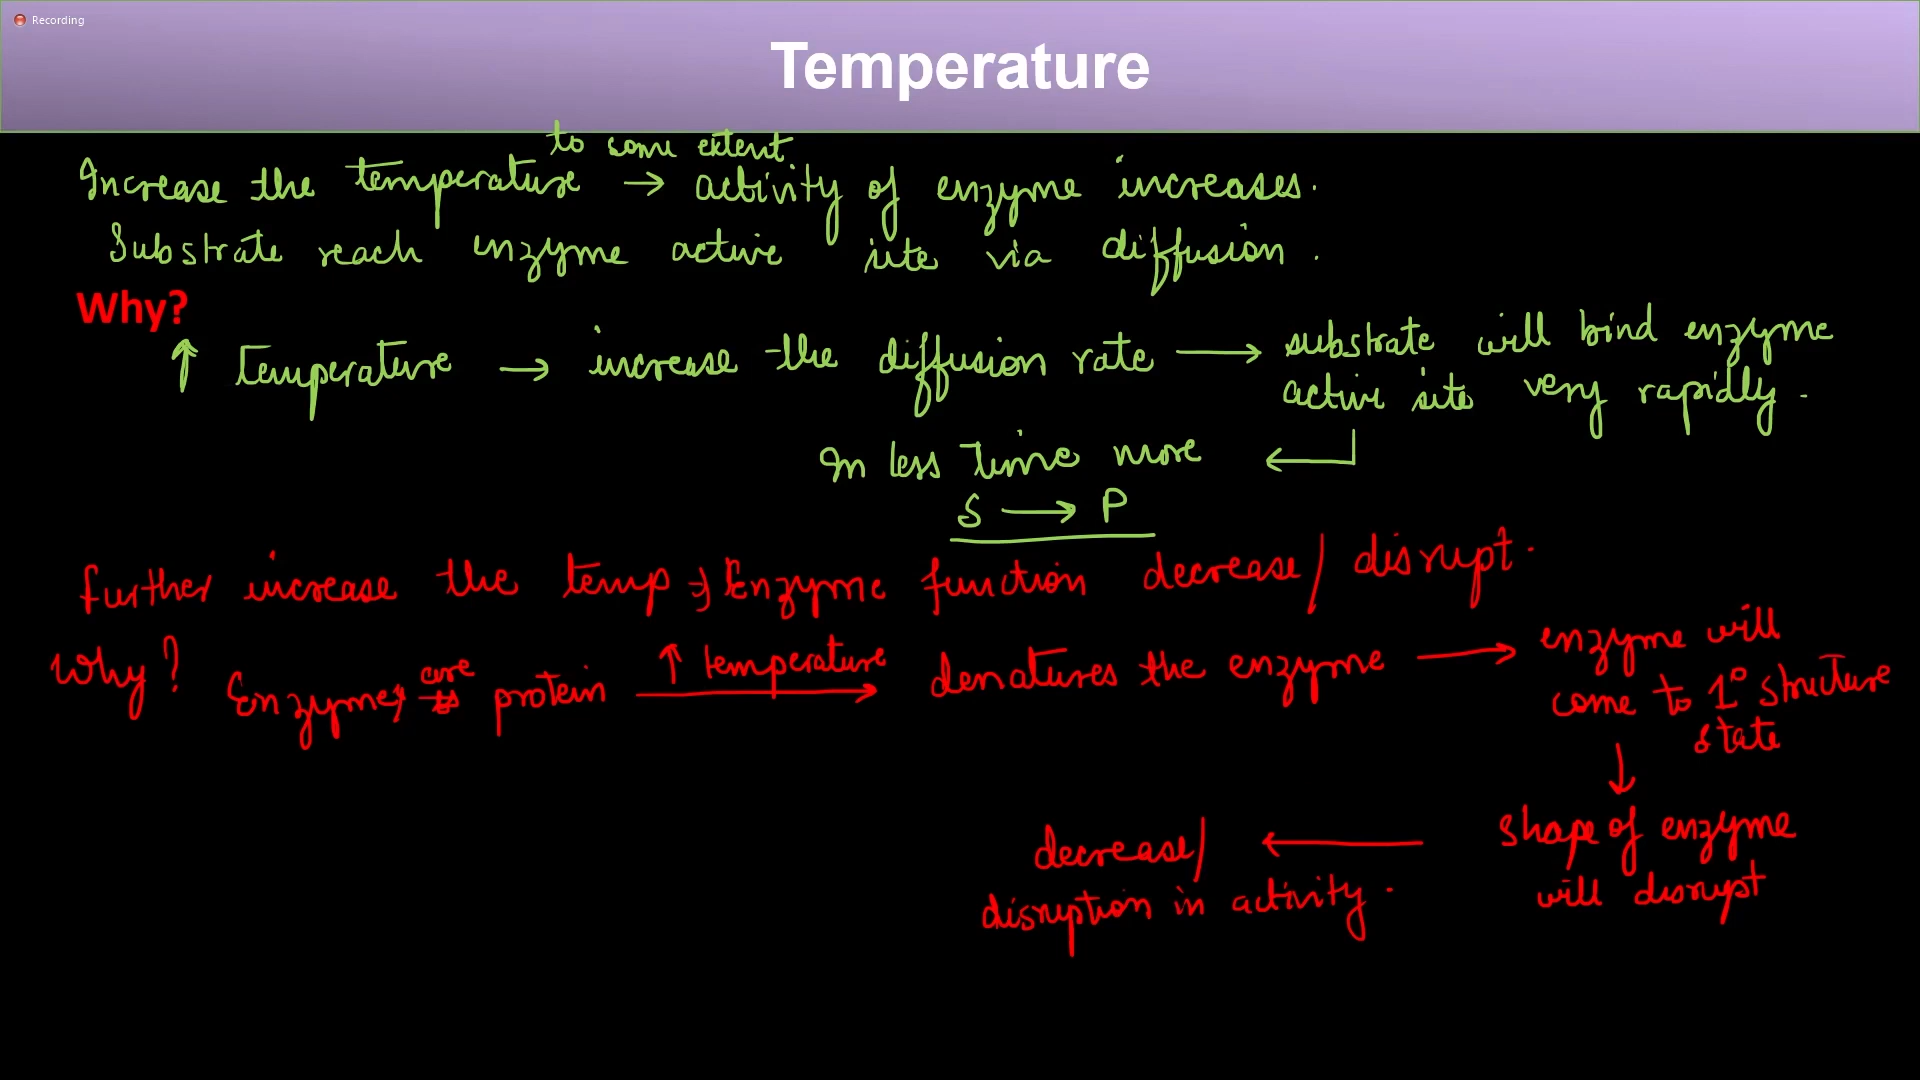 Recording
Temperature
to some extent
Increase the temperature → activity of enzyme increases.
Substrate reach enzyme active site via diffusion.
Why?
↑ Temperature → increase the diffusion rate → substrate will bind enzyme
active site very rapidly.
In less time more ←
S → P
further increase the temp → Enzyme function decrease/ disrupt.
Why? Enzymes are protein ↑ temperature → denatures the enzyme → enzyme will
come to 1° structure
state
↓
shape of enzyme
will disrupt
decrease/ ←
disruption in activity.